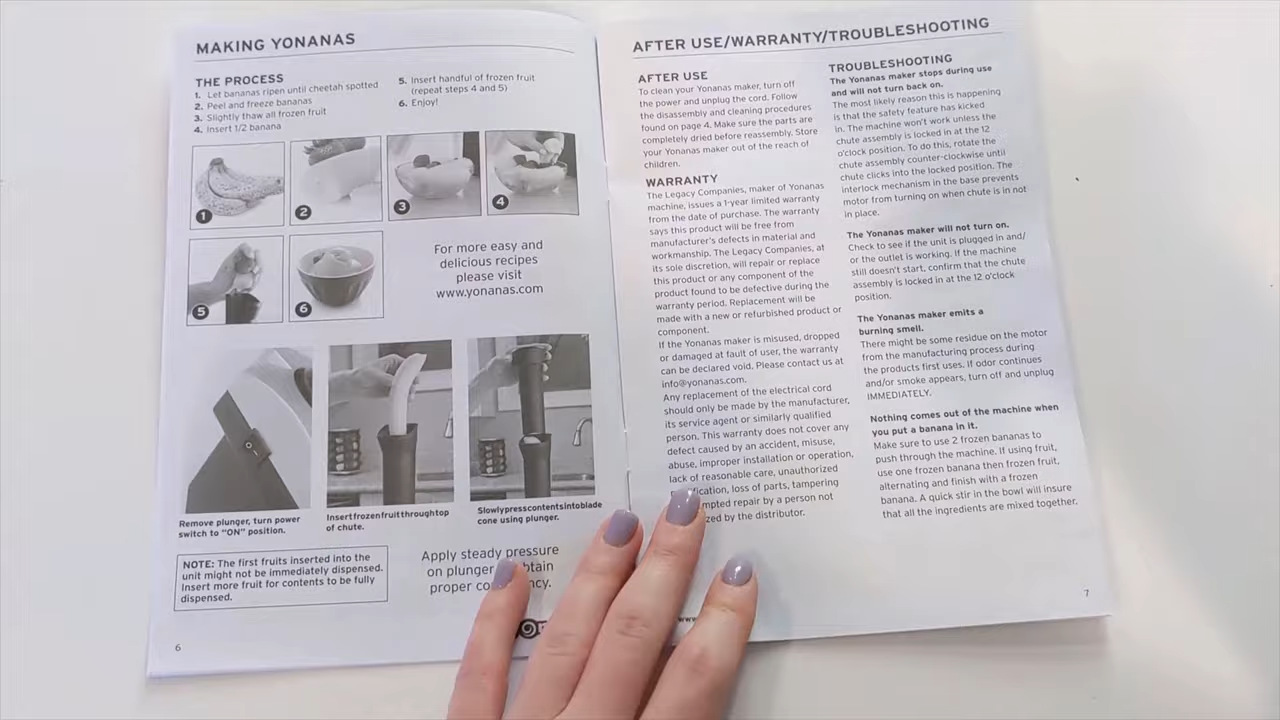 MAKING YONANAS
THE PROCESS
1. Let bananas ripen until cheetah spotted
2. Peel and freeze bananas
3. Slightly thaw all frozen fruit
4. Insert 1/2 banana
5. Insert handful of frozen fruit
(repeat steps 4 and 5)
6. Enjoy!
1
2
3
4
5
6
For more easy and
delicious recipes
please visit
www.yonanas.com
Remove plunger, turn power
switch to "ON" position.
Insert frozen fruit through top
of chute.
Slowly press contents into blade
cone using plunger.
NOTE: The first fruits inserted into the
unit might not be immediately dispensed.
Insert more fruit for contents to be fully
dispensed.
Apply steady pressure
on plunger
proper
6
AFTER USE/WARRANTY/TROUBLESHOOTING
AFTER USE
To clean your Yonanas maker, turn off
the power and unplug the cord. Follow
the disassembly and cleaning procedures
found on page 4. Make sure the parts are
completely dried before reassembly. Store
your Yonanas maker out of the reach of
children.
WARRANTY
The Legacy Companies, maker of Yonanas
machine, issues a 1-year limited warranty
from the date of purchase. The warranty
says this product will be free from
manufacturer's defects in material and
workmanship. The Legacy Companies, at
its sole discretion, will repair or replace
this product or any component of the
product found to be defective during the
warranty period. Replacement will be
made with a new or refurbished product or
component.
If the Yonanas maker is misused, dropped
or damaged at fault of user, the warranty
can be declared void. Please contact us at
info@yonanas.com.
Any replacement of the electrical cord
should only be made by the manufacturer,
its service agent or similarly qualified
person. This warranty does not cover any
defect caused by an accident, misuse,
abuse, improper installation or operation,
lack of reasonable care, unauthorized
loss of parts, tampering
repair by a person not
by the distributor.
TROUBLESHOOTING
The Yonanas maker stops during use
and will not turn back on.
The most likely reason this is happening
is that the safety feature has kicked
in. The machine won't work unless the
chute assembly is locked in at the 12
o'clock position. To do this, rotate the
chute assembly counter-clockwise until
chute clicks into the locked position. The
interlock mechanism in the base prevents
motor from turning on when chute is not
in place.
The Yonanas maker will not turn on.
Check to see if the unit is plugged in and/
or the outlet is working. If the machine
still doesn't start, confirm that the chute
assembly is locked in at the 12 o'clock
position.
The Yonanas maker emits a
burning smell.
There might be some residue on the motor
from the manufacturing process during
the products first uses. If odor continues
and/or smoke appears, turn off and unplug
IMMEDIATELY.
Nothing comes out of the machine when
you put a banana in it.
Make sure to use 2 frozen bananas to
push through the machine. If using fruit,
use one frozen banana then frozen fruit,
alternating and finish with a frozen
banana. A quick stir in the bowl will insure
that all the ingredients are mixed together.
7